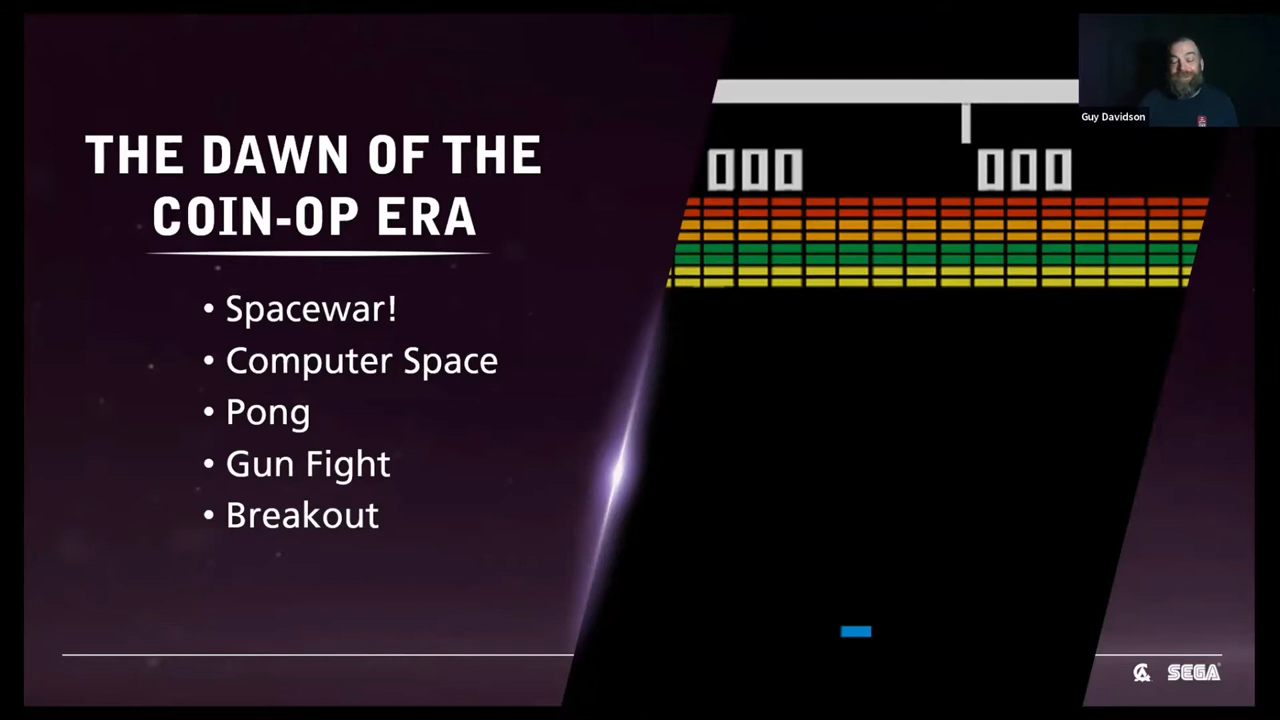 THE DAWN OF THE
COIN-OP ERA
• Spacewar!
• Computer Space
• Pong
• Gun Fight
• Breakout
000 000
Guy Davidson
SEGA